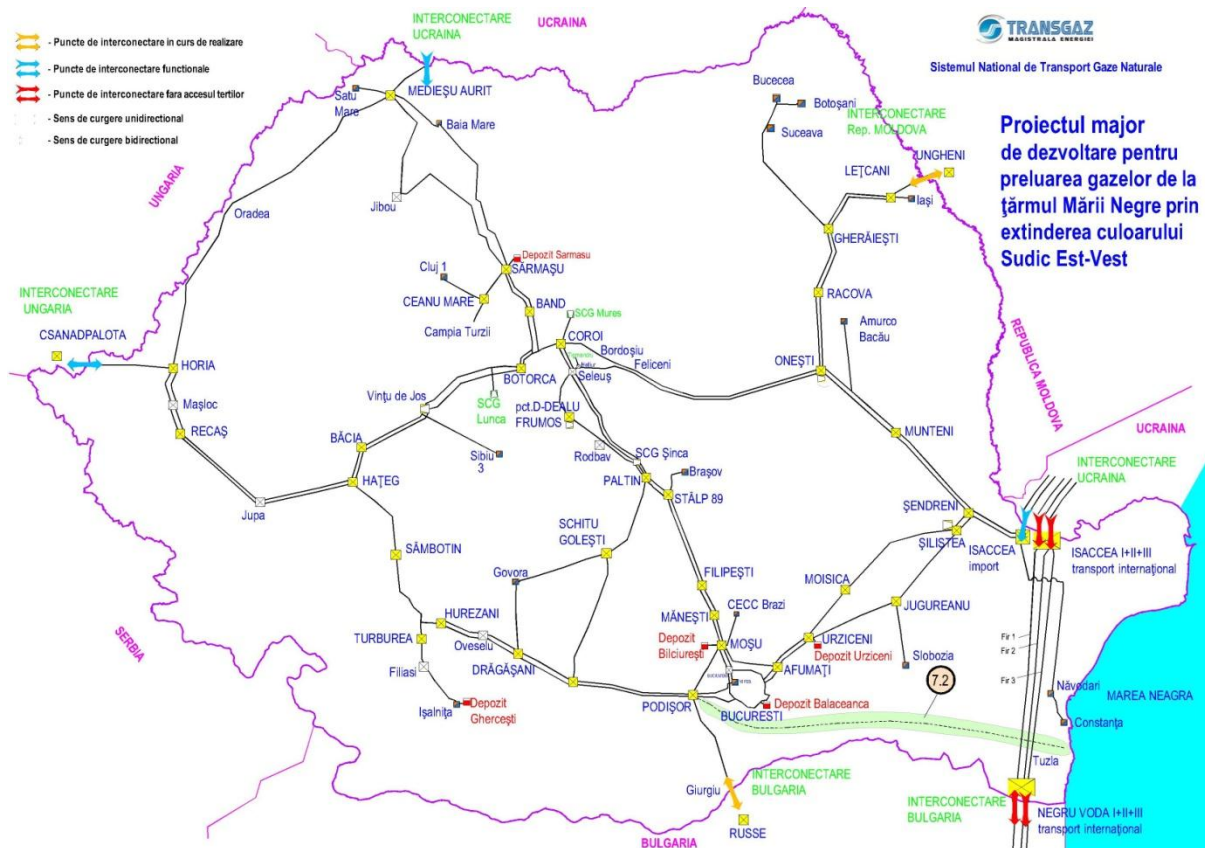 INTERCONECTARE
UCRAINA
UCRAINA
TRANSGAZ
MAGISTRALA ENERGIEI
Sistemul National de Transport Gaze Naturale
- Puncte de interconectare in curs de realizare
- Puncte de interconectare functionale
- Puncte de interconectare fara accesul tertilor
- Sens de curgere unidirectional
- Sens de curgere bidirectional
Proiectul major
de dezvoltare pentru
preluarea gazelor de la
ţărmul Mării Negre prin
extinderea culoarului
Sudic Est-Vest
MEDIEŞU AURIT
Satu
Mare
Baia Mare
Bucecea
Botoşani
Suceava
INTERCONECTARE
Rep. MOLDOVA
UNGHENI
LEŢCANI
Iaşi
UNGARIA
Oradea
Jibou
GHERĂIEŞTI
Depozit Sarmasu
SĂRMAŞU
Cluj 1
CEANU MARE
BAND
Campia Turzii
RACOVA
INTERCONECTARE
UNGARIA
CSANADPALOTA
HORIA
SCG Mures
COROI
Bordoşiu
Feliceni
Amurco
Bacău
REPUBLICA MOLDOVA
Maşloc
RECAŞ
BOTORCA
Seleuş
ONEŞTI
Vinţu de Jos
SCG
Lunca
pct.D-DEALU
FRUMOS
MUNTENI
UCRAINA
BĂCIA
Sibiu
3
Rodbav
SCG Şinca
Braşov
INTERCONECTARE
UCRAINA
HAŢEG
PALTIN
STÂLP 89
Jupa
ŞENDRENI
ŞILIŞTEA
ISACCEA
import
ISACCEA I+II+III
transport internaţional
SCHITU
GOLEŞTI
SÂMBOTIN
Govora
FILIPEŞTI
MOISICA
JUGUREANU
CECC Brazi
MĂNEŞTI
SERBIA
HUREZANI
TURBUREA
Oveselu
Depozit
Bilciureşti
MOŞU
URZICENI
Depozit Urziceni
Fir 1
Fir 2
Fir 3
Filiasi
DRĂGĂŞANI
AFUMAŢI
Slobozia
7.2
Năvodari
MAREA NEAGRA
Işalniţa
Depozit
Gherceşti
PODIŞOR
BUCURESTI
Depozit Balaceanca
Constanţa
Tuzla
Giurgiu
INTERCONECTARE
BULGARIA
RUSSE
INTERCONECTARE
BULGARIA
NEGRU VODA I+II+III
transport internaţional
BULGARIA